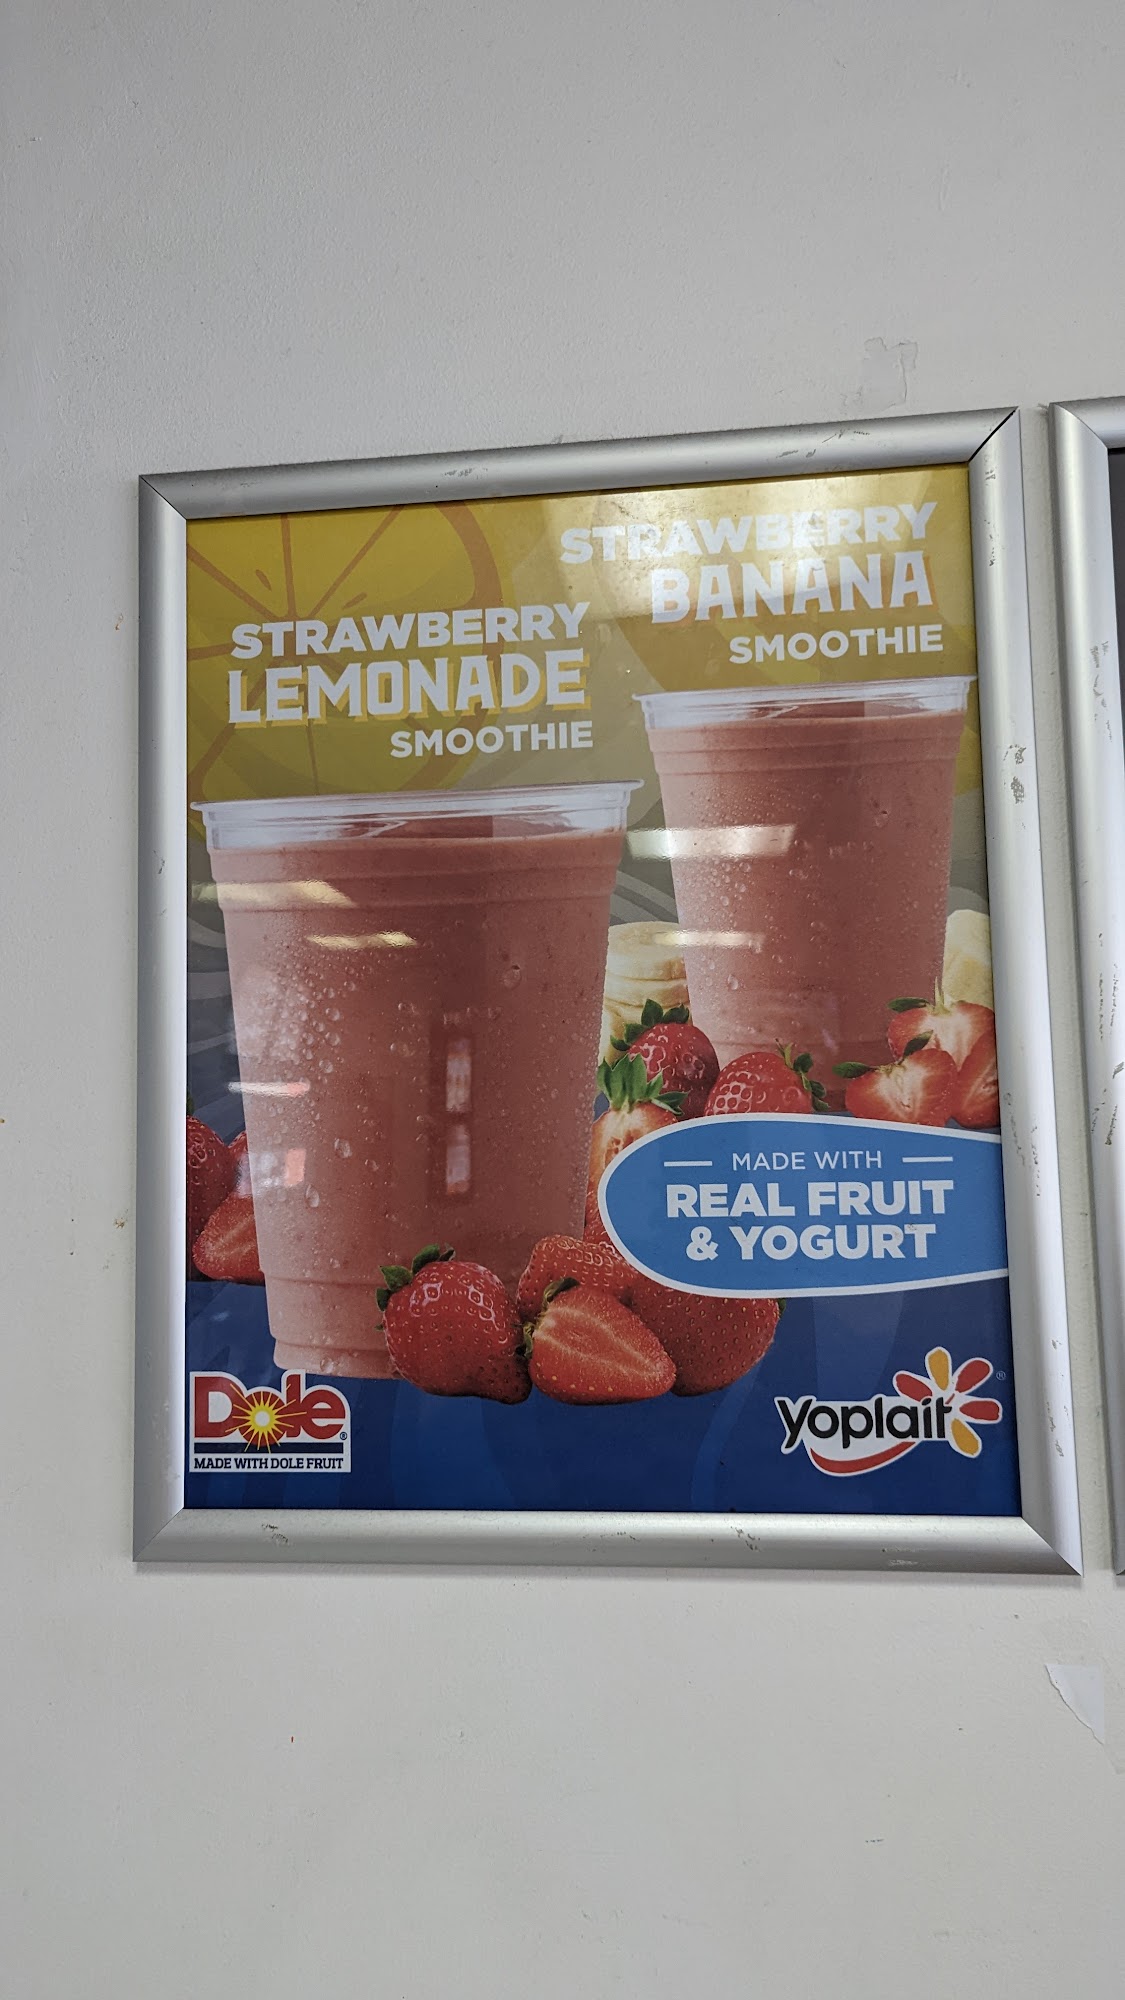 STRAWBERRY
LEMONADE
SMOOTHIE
STRAWBERRY
BANANA
SMOOTHIE
MADE WITH
REAL FRUIT
& YOGURT
Dole®
MADE WITH DOLE FRUIT
yoplait®